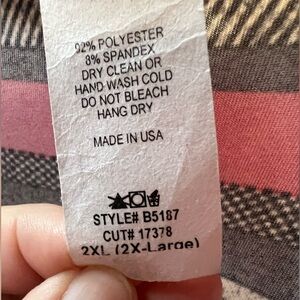 92% POLYESTER
8% SPANDEX
DRY CLEAN OR
HAND WASH COLD
DO NOT BLEACH
HANG DRY
MADE IN USA
STYLE# B5187
CUT# 17378
2XL (2X-Large)